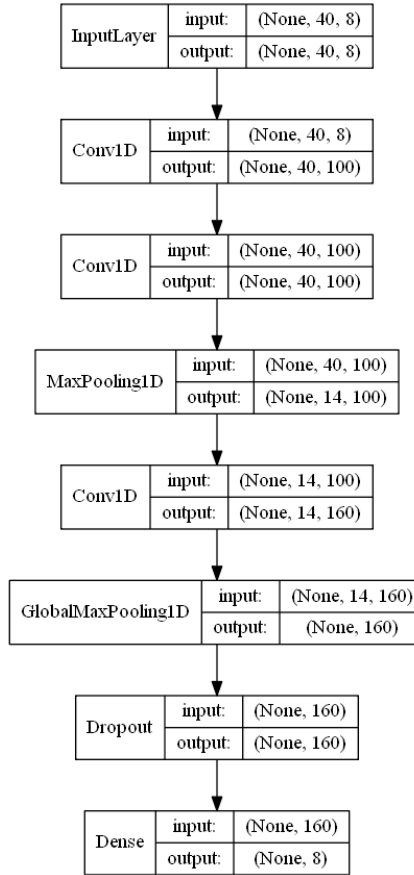 InputLayer input: (None, 40, 8)
output: (None, 40, 8)
Conv1D input: (None, 40, 8)
output: (None, 40, 100)
Conv1D input: (None, 40, 100)
output: (None, 40, 100)
MaxPooling1D input: (None, 40, 100)
output: (None, 14, 100)
Conv1D input: (None, 14, 100)
output: (None, 14, 160)
GlobalMaxPooling1D input: (None, 14, 160)
output: (None, 160)
Dropout input: (None, 160)
output: (None, 160)
Dense input: (None, 160)
output: (None, 8)